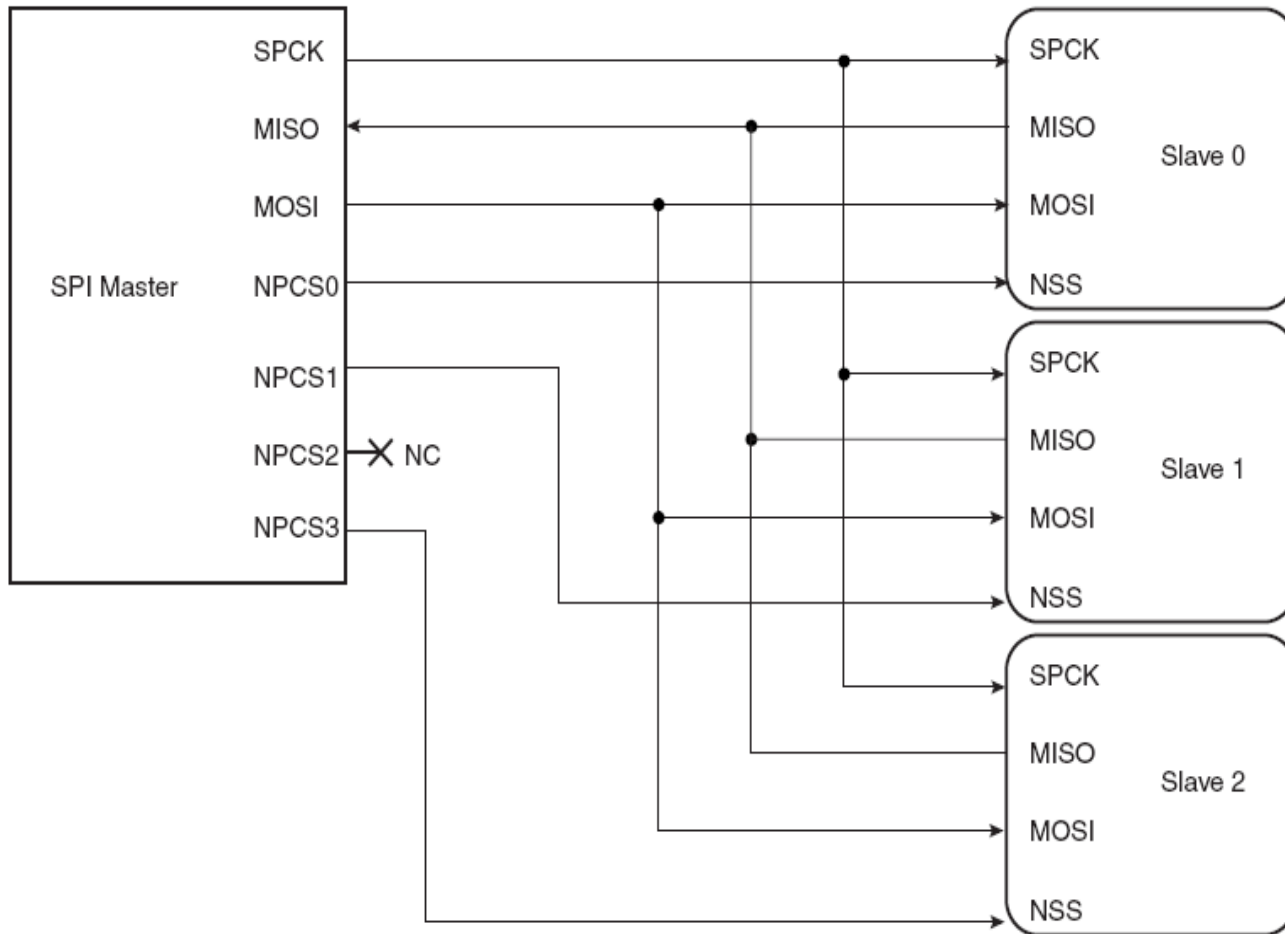 SPCK
MISO
MOSI
SPI Master
NPCS0
NPCS1
NPCS2
NC
NPCS3
SPCK
MISO
Slave 0
MOSI
NSS
SPCK
MISO
Slave 1
MOSI
NSS
SPCK
MISO
Slave 2
MOSI
NSS